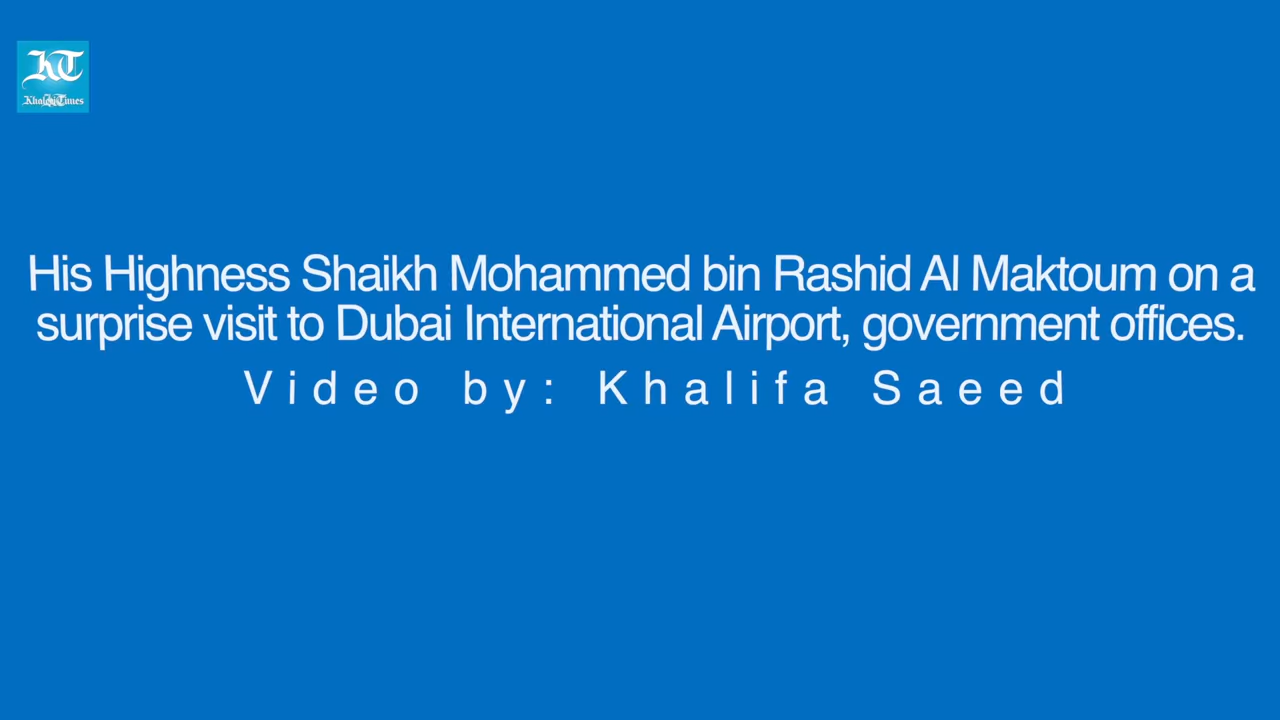 KT
Khaleej Times
His Highness Shaikh Mohammed bin Rashid Al Maktoum on a
surprise visit to Dubai International Airport, government offices.
Video by: Khalifa Saeed